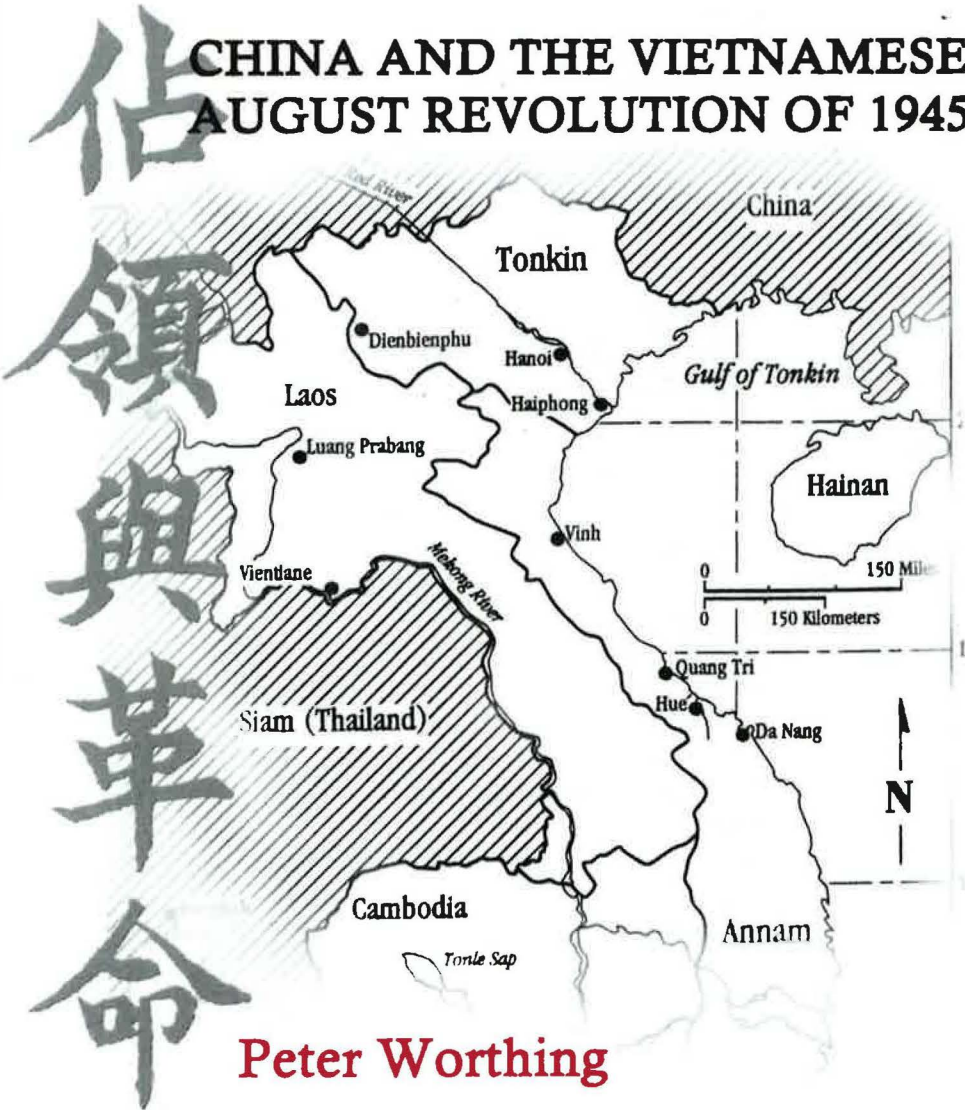 佔領與革命
CHINA AND THE VIETNAMESE
AUGUST REVOLUTION OF 1945
Red River
China
Tonkin
Dienbienphu
Hanoi
Gulf of Tonkin
Laos
Haiphong
Luang Prabang
Hainan
Vinh
Mekong River
Vientiane
0
150 Miles
0
150 Kilometers
Quang Tri
Siam (Thailand)
Hue
Da Nang
N
Cambodia
Annam
Tonle Sap
Peter Worthing